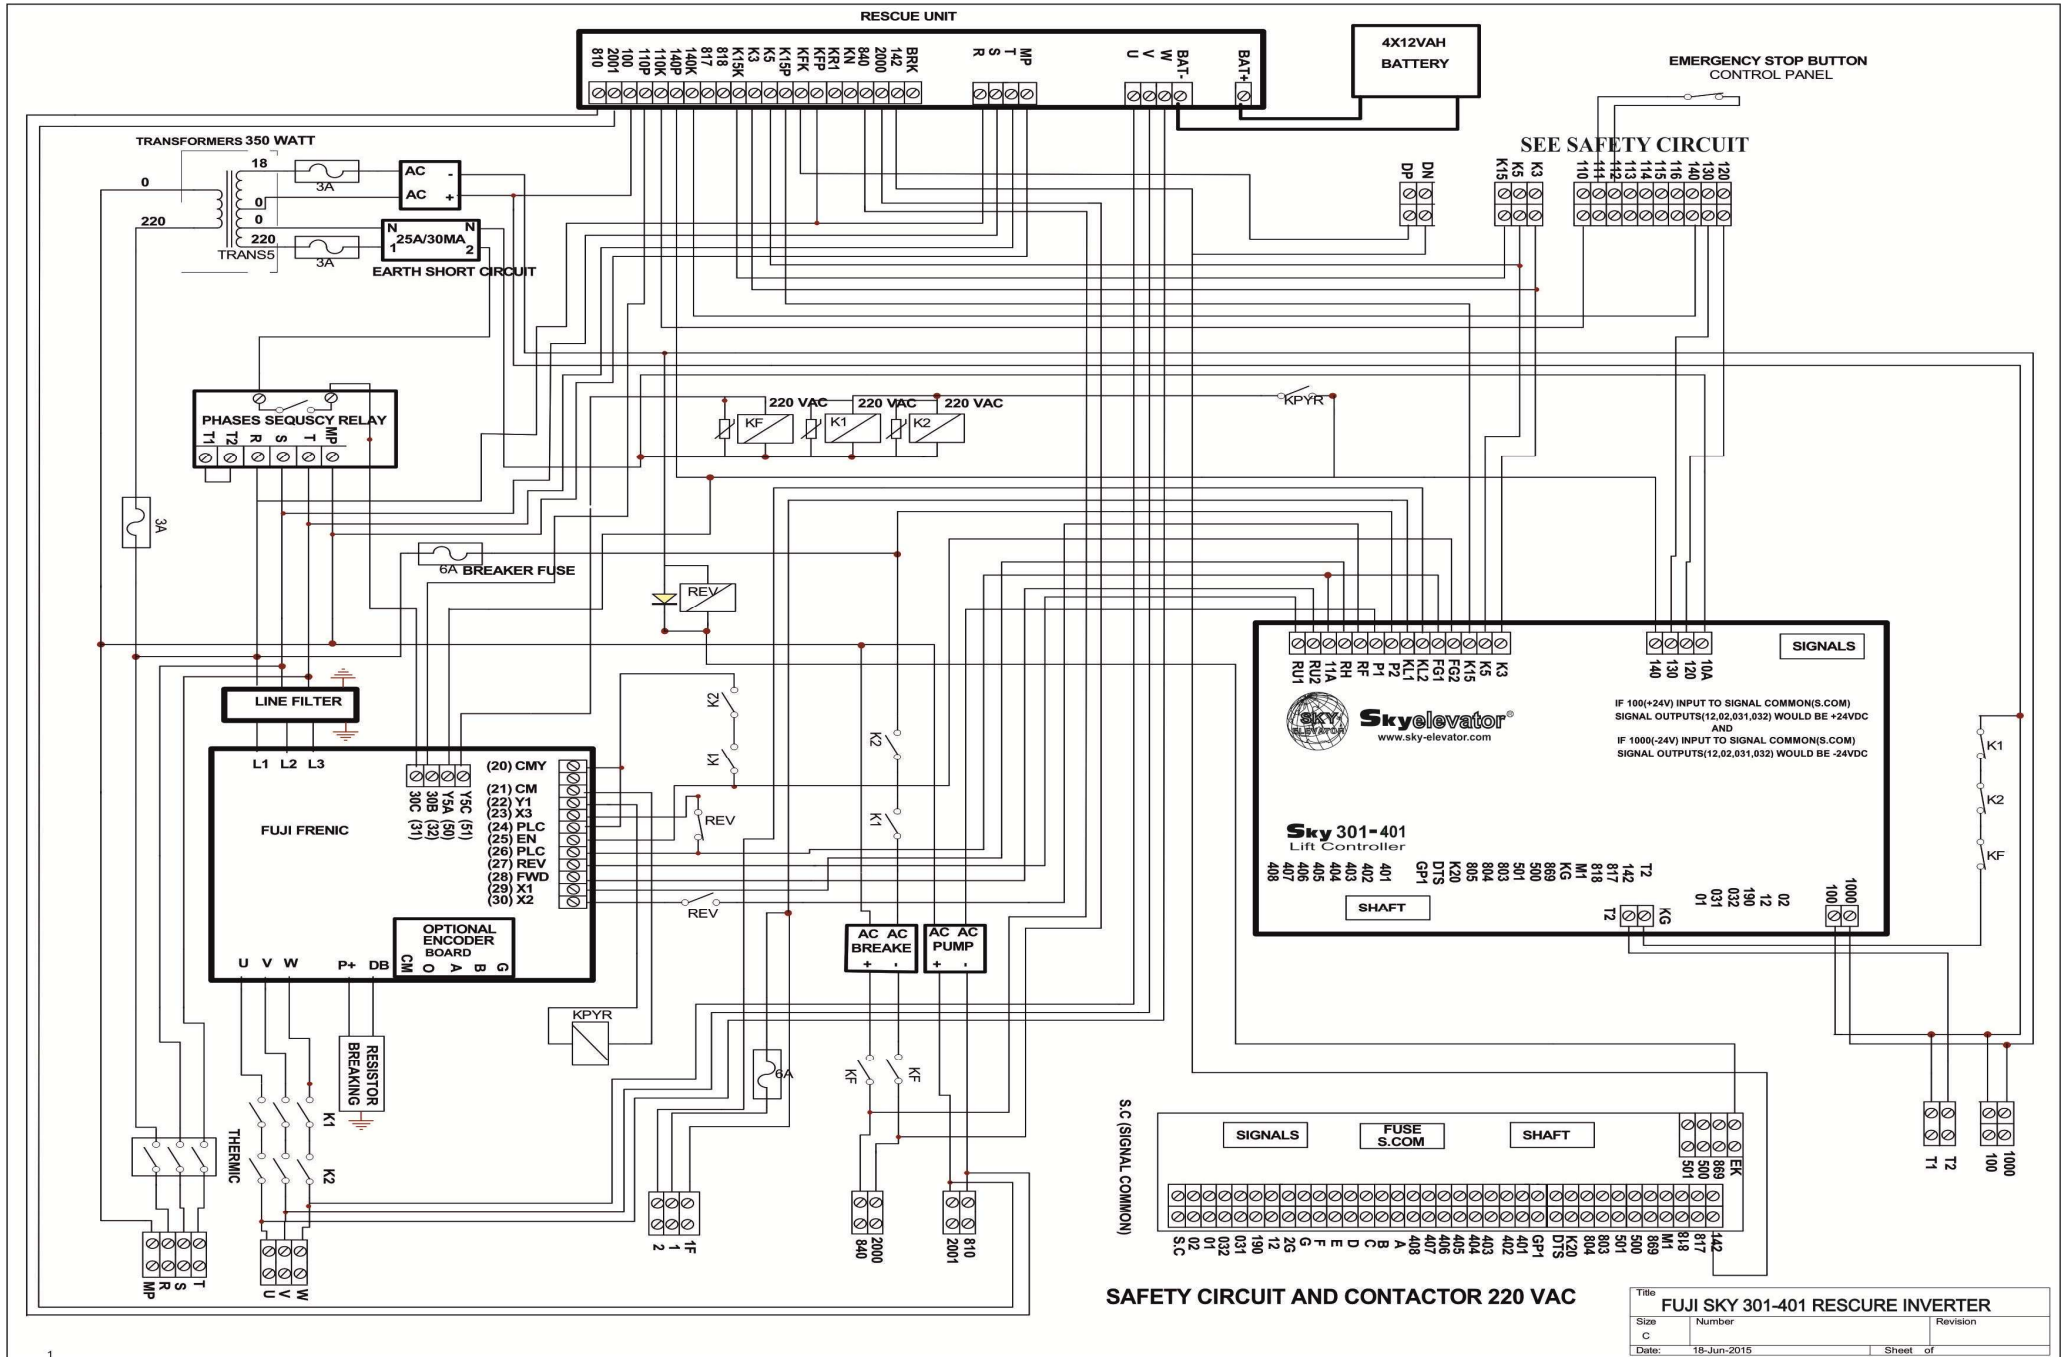 RESCUE UNIT
810
2001
100
110P
110K
140P
140K
817
818
K15K
K3
K5
K15P
KFK
KFP
KR1
KN
840
2000
142
BRK
R
S
T
MP
U
V
W
BAT-
BAT+
4X12VAH
BATTERY
EMERGENCY STOP BUTTON
CONTROL PANEL
SEE SAFETY CIRCUIT
DP
DN
K15
K5
K3
110
111
112
113
114
115
116
140
130
120
TRANSFORMERS 350 WATT
0
220
18
0
0
220
TRANS5
3A
3A
AC -
AC +
N N
25A/30MA
1 2
EARTH SHORT CIRCUIT
PHASES SEQUSCY RELAY
T1
T2
R
S
T
MP
3A
220 VAC
220 VAC
220 VAC
KF
K1
K2
KPYR
6A BREAKER FUSE
REV
LINE FILTER
L1 L2 L3
30C (31)
30B (32)
Y5A (50)
Y5C (51)
(20) CMY
(21) CM
(22) Y1
(23) X3
(24) PLC
(25) EN
(26) PLC
(27) REV
(28) FWD
(29) X1
(30) X2
FUJI FRENIC
OPTIONAL
ENCODER
BOARD
CM
O
A
B
G
U V W
P+ DB
K2
K1
REV
REV
K2
K1
AC AC
BREAKE
+ -
AC AC
PUMP
+ -
KPYR
RESISTOR
BREAKING
6A
KF
KF
K1
K2
THERMIC
MP
R
S
T
U
V
W
2
1
1F
840
2000
2001
810
RU1
RU2
11A
RH
RF
P1
P2
KL1
KL2
FG1
FG2
K15
K5
K3
140
130
120
10A
SIGNALS
SKY-
ELEVATOR
Skyelevator®
www.sky-elevator.com
IF 100(+24V) INPUT TO SIGNAL COMMON(S.COM)
SIGNAL OUTPUTS(12,02,031,032) WOULD BE +24VDC
AND
IF 1000(-24V) INPUT TO SIGNAL COMMON(S.COM)
SIGNAL OUTPUTS(12,02,031,032) WOULD BE -24VDC
Sky 301-401
Lift Controller
408
407
406
405
404
403
402
401
GP1
DTS
K20
805
804
803
501
500
869
KG
M1
818
817
142
T2
01
031
032
190
12
02
SHAFT
T2
KG
100
1000
K1
K2
KF
T1
T2
100
1000
S.C (SIGNAL COMMON)
SIGNALS
FUSE
S.COM
SHAFT
501
500
869
EK
S.C
02
01
032
031
190
12
2G
G
F
E
D
C
B
A
408
407
406
405
404
403
402
401
GP1
DTS
K20
804
803
501
500
869
M1
818
817
142
SAFETY CIRCUIT AND CONTACTOR 220 VAC
Title
FUJI SKY 301-401 RESCURE INVERTER
Size Number Revision
C
Date: 18-Jun-2015 Sheet of
1